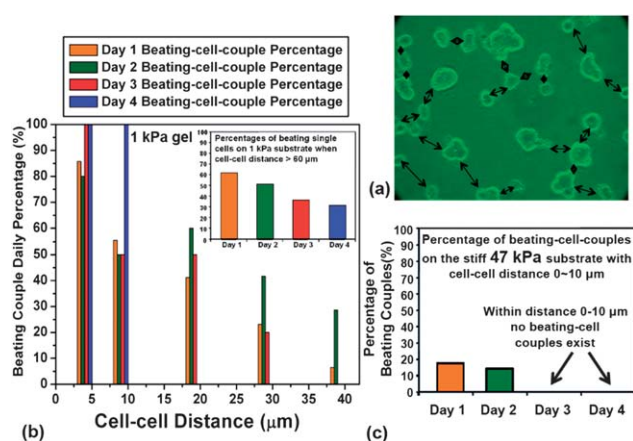 Day 1 Beating-cell-couple Percentage
Day 2 Beating-cell-couple Percentage
Day 3 Beating-cell-couple Percentage
Day 4 Beating-cell-couple Percentage
Beating Couple Daily Percentage (%)
100
90
80
70
60
50
40
30
20
10
0
1 kPa gel
Percentages of beating single
cells on 1 kPa substrate when
cell-cell distance > 60 μm
100
90
80
70
60
50
40
30
20
10
0
Day 1 Day 2 Day 3 Day 4
0 5 10 15 20 25 30 35 40
Cell-cell Distance (μm)
(b)
(a)
Percentage of
Beating Couples(%)
100
90
80
70
60
50
40
30
20
10
0
Percentage of beating-cell-couples
on the stiff 47 kPa substrate with
cell-cell distance 0~10 μm
Within distance 0-10 μm
no beating-cell
couples exist
Day 1 Day 2 Day 3 Day 4
(c)